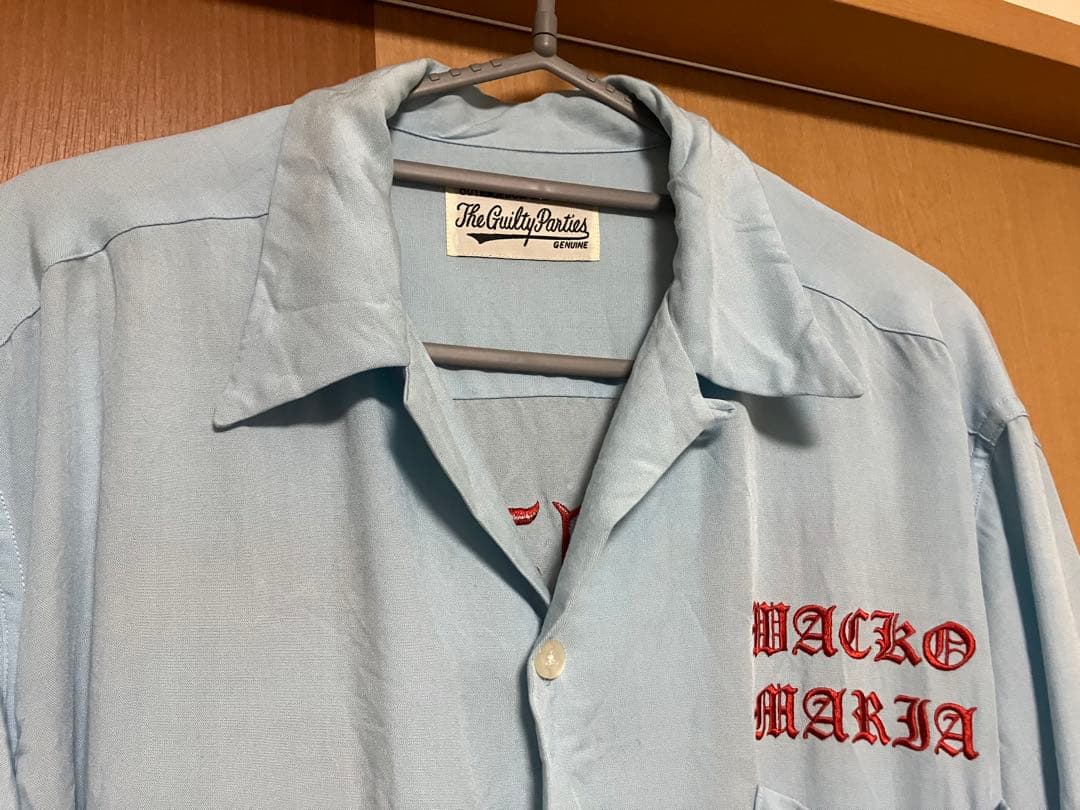 The Guilty Parties
GENUINE
WACKO
MARIA